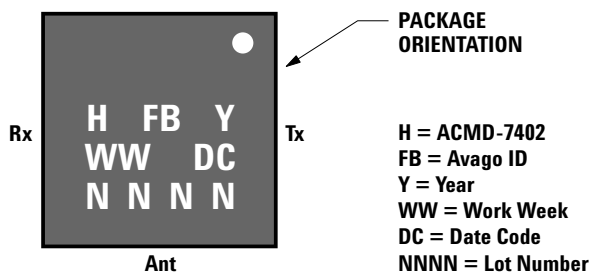 PACKAGE
ORIENTATION
H FB Y
WW DC
N N N N
Rx
Tx
Ant
H = ACMD-7402
FB = Avago ID
Y = Year
WW = Work Week
DC = Date Code
NNNN = Lot Number